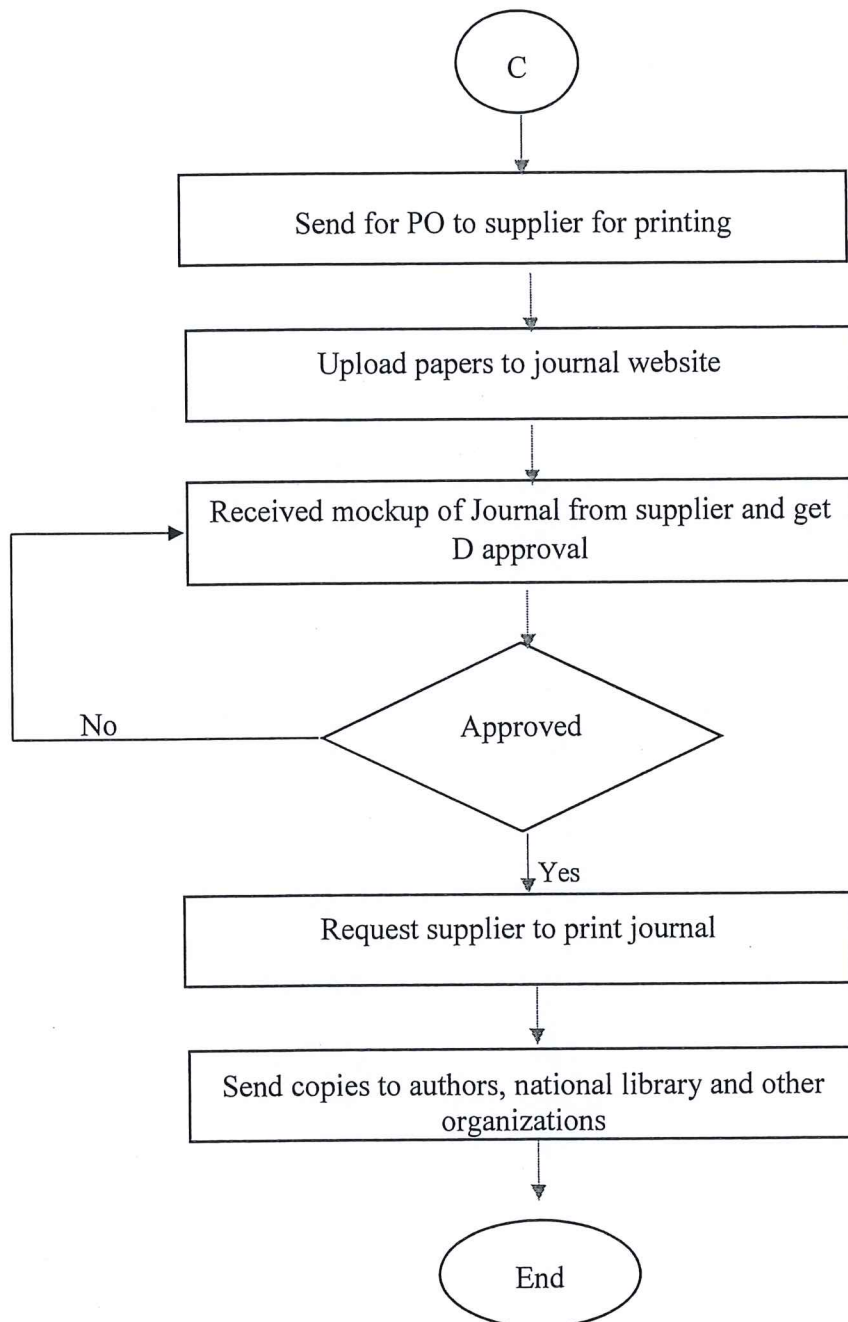 C
Send for PO to supplier for printing
Upload papers to journal website
Received mockup of Journal from supplier and get
D approval
No
Approved
Yes
Request supplier to print journal
Send copies to authors, national library and other
organizations
End